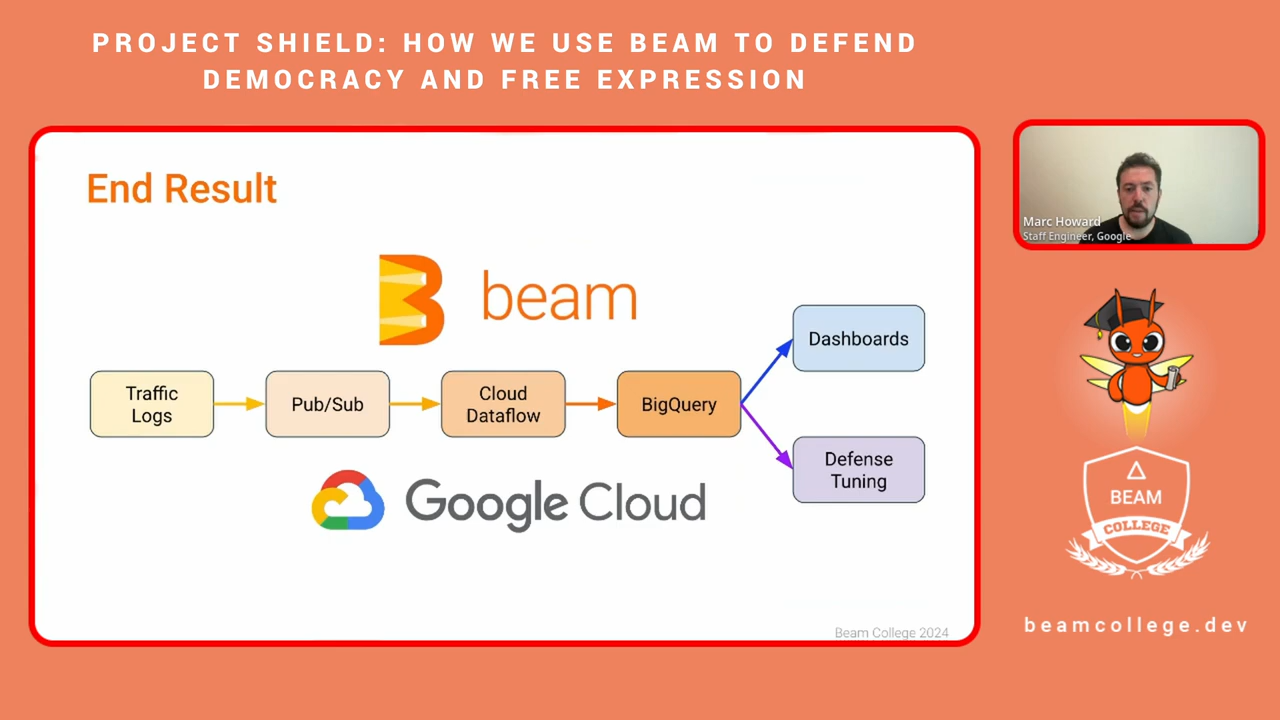 PROJECT SHIELD: HOW WE USE BEAM TO DEFEND
DEMOCRACY AND FREE EXPRESSION
End Result
beam
Traffic
Logs
Pub/Sub
Cloud
Dataflow
BigQuery
Dashboards
Defense
Tuning
Google Cloud
Beam College 2024
Marc Howard
Staff Engineer, Google
BEAM
COLLEGE
beamcollege.dev